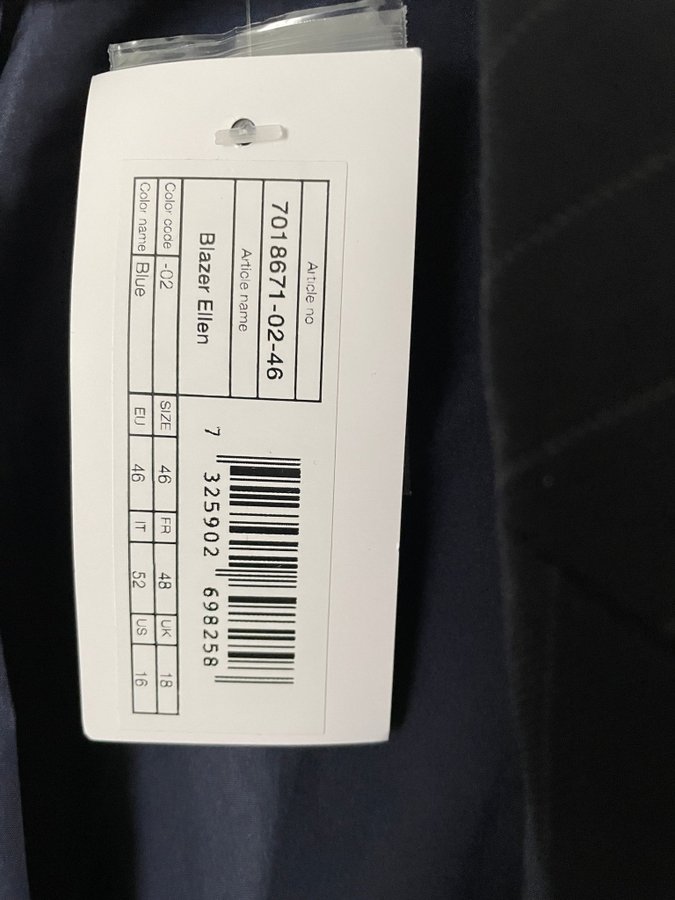 Article no
7018671-02-46
Article name
Blazer Ellen
Color code -02
Color name Blue
SIZE 46 FR 48 UK 18
EU 46 IT 52 US 16
7 325902 698258